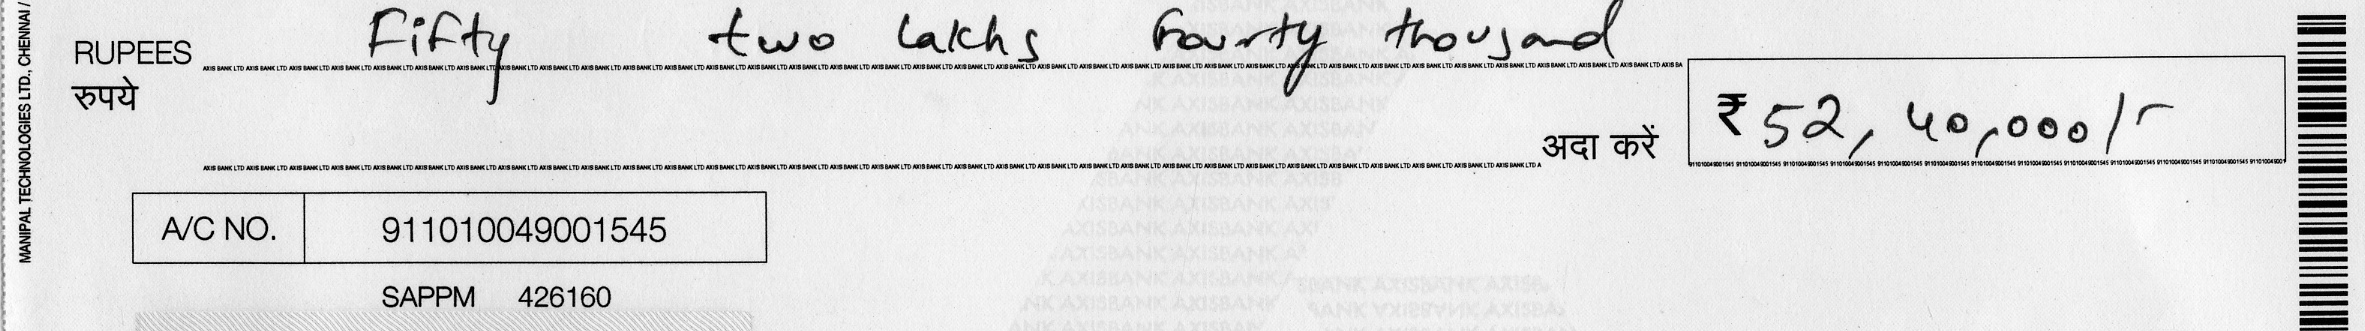 MANIPAL TECHNOLOGIES LTD., CHENNAI /
RUPEES Fifty two Lakhs Fourty thousand
रुपये
अदा करें ₹ 52,40,000/-
A/C NO. 911010049001545
SAPPM 426160